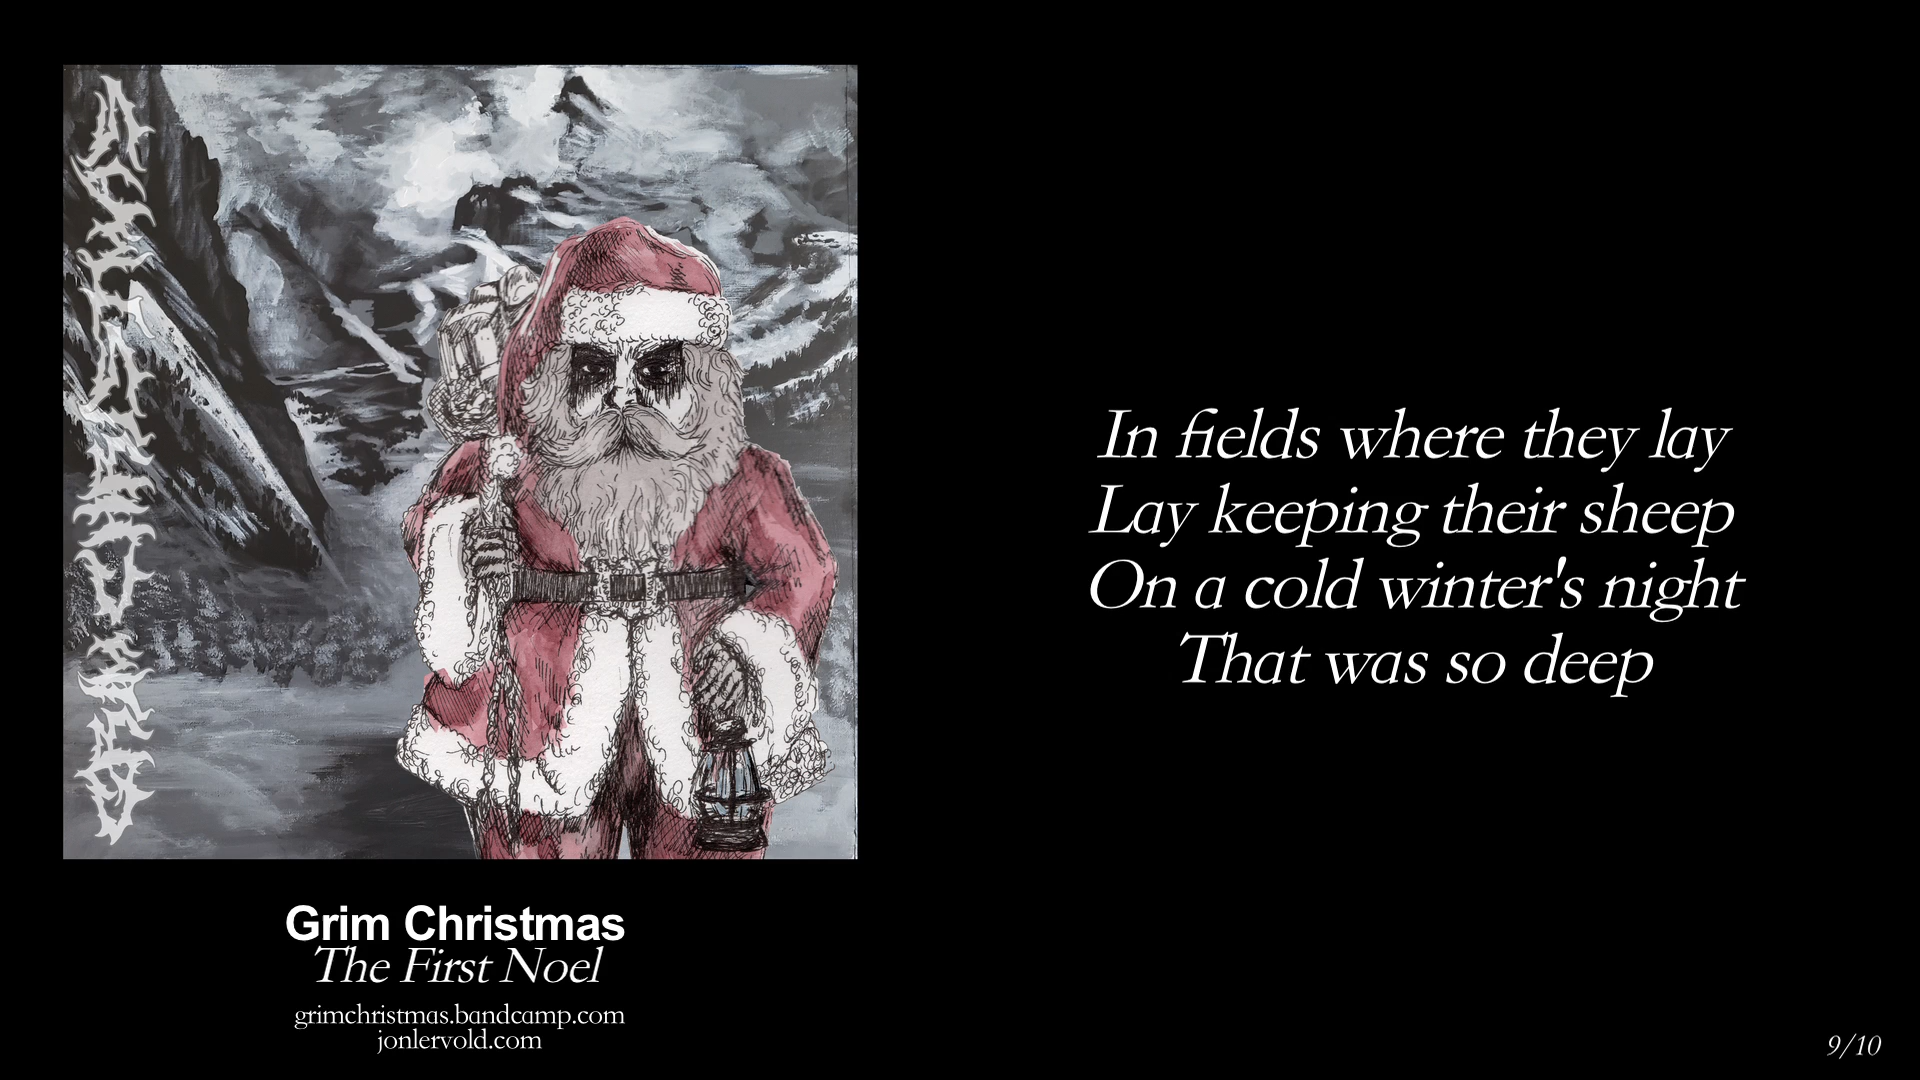 Grim Christmas
The First Noel
grimchristmas.bandcamp.com
jonlervold.com
In fields where they lay
Lay keeping their sheep
On a cold winter's night
That was so deep
9/10